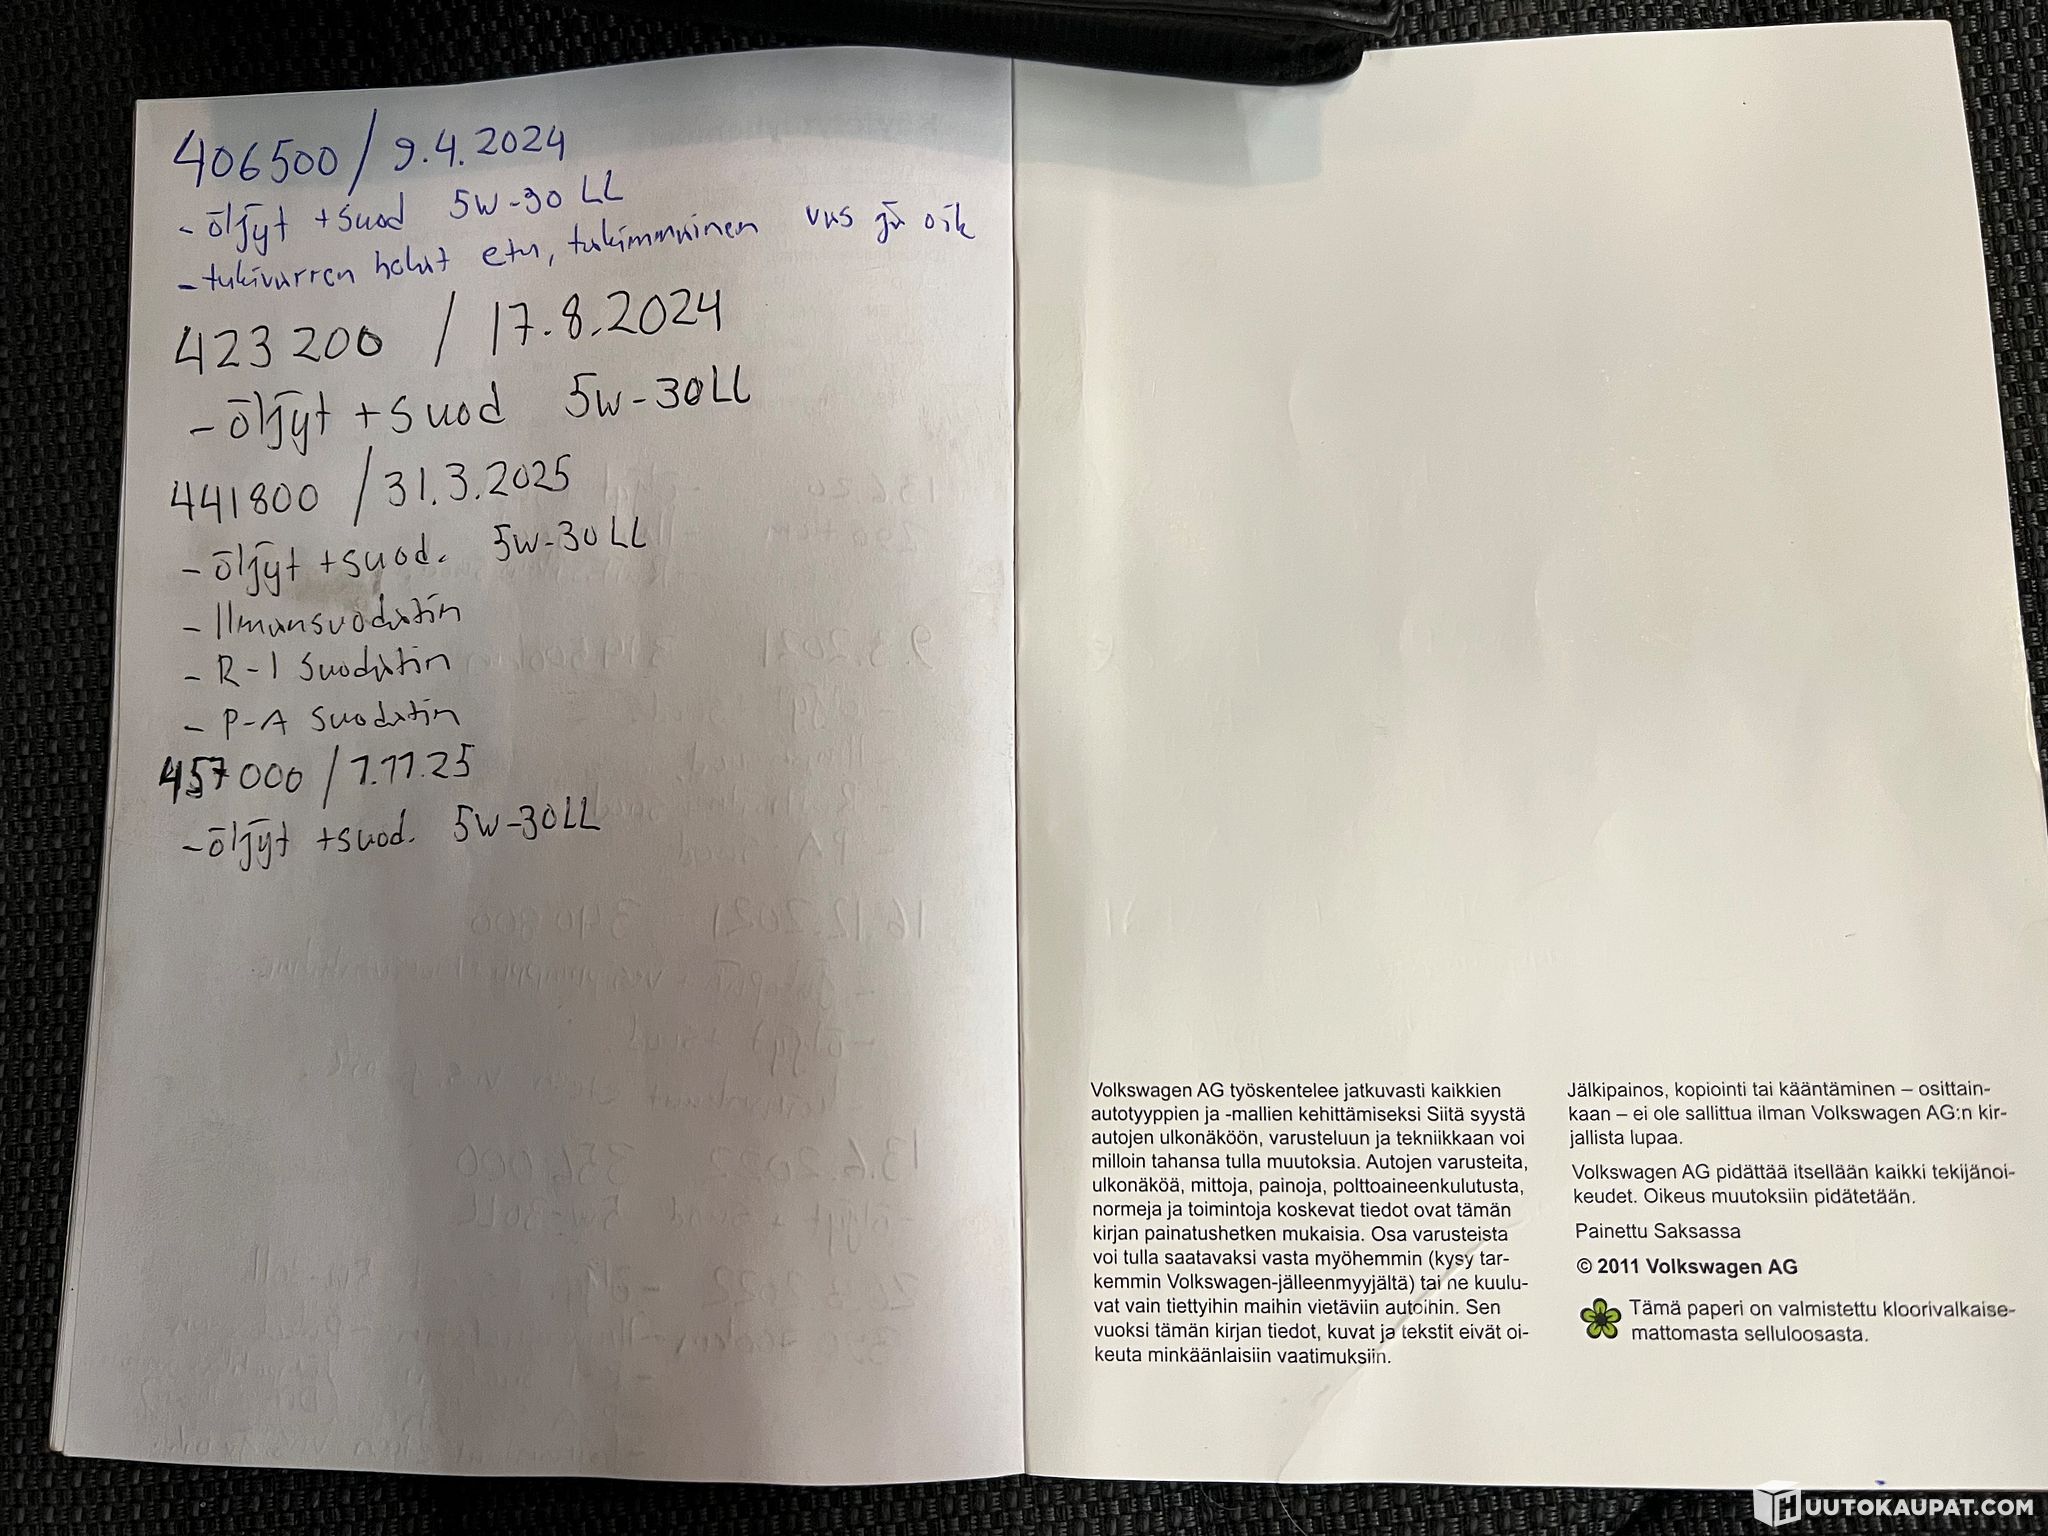 406500 / 9.4.2024
- öljyt + suod 5W-30 LL
- tukivarren holat etu, takimmainen vas ja oik
423 200 / 17.8.2024
- öljyt + suod 5W-30LL
441800 / 31.3.2025
- öljyt + suod. 5W-30LL
- Ilmansuodatin
- R-I suodatin
- P-A suodatin
457000 / 1.11.25
- öljyt + suod. 5W-30LL
Volkswagen AG työskentelee jatkuvasti kaikkien
autotyyppien ja -mallien kehittämiseksi Siitä syystä
autojen ulkonäköön, varusteluun ja tekniikkaan voi
milloin tahansa tulla muutoksia. Autojen varusteita,
ulkonäköä, mittoja, painoja, polttoaineenkulutusta,
normeja ja toimintoja koskevat tiedot ovat tämän
kirjan painatushetken mukaisia. Osa varusteista
voi tulla saatavaksi vasta myöhemmin (kysy tar-
kemmin Volkswagen-jälleenmyyjältä) tai ne kuulu-
vat vain tiettyihin maihin vietäviin autoihin. Sen
vuoksi tämän kirjan tiedot, kuvat ja tekstit eivät oi-
keuta minkäänlaisiin vaatimuksiin.
Jälkipainos, kopiointi tai kääntäminen – osittain-
kaan – ei ole sallittua ilman Volkswagen AG:n kir-
jallista lupaa.
Volkswagen AG pidättää itsellään kaikki tekijänoi-
keudet. Oikeus muutoksiin pidätetään.
Painettu Saksassa
© 2011 Volkswagen AG
Tämä paperi on valmistettu kloorivalkaise-
mattomasta selluloosasta.
HUUTOKAUPAT.COM